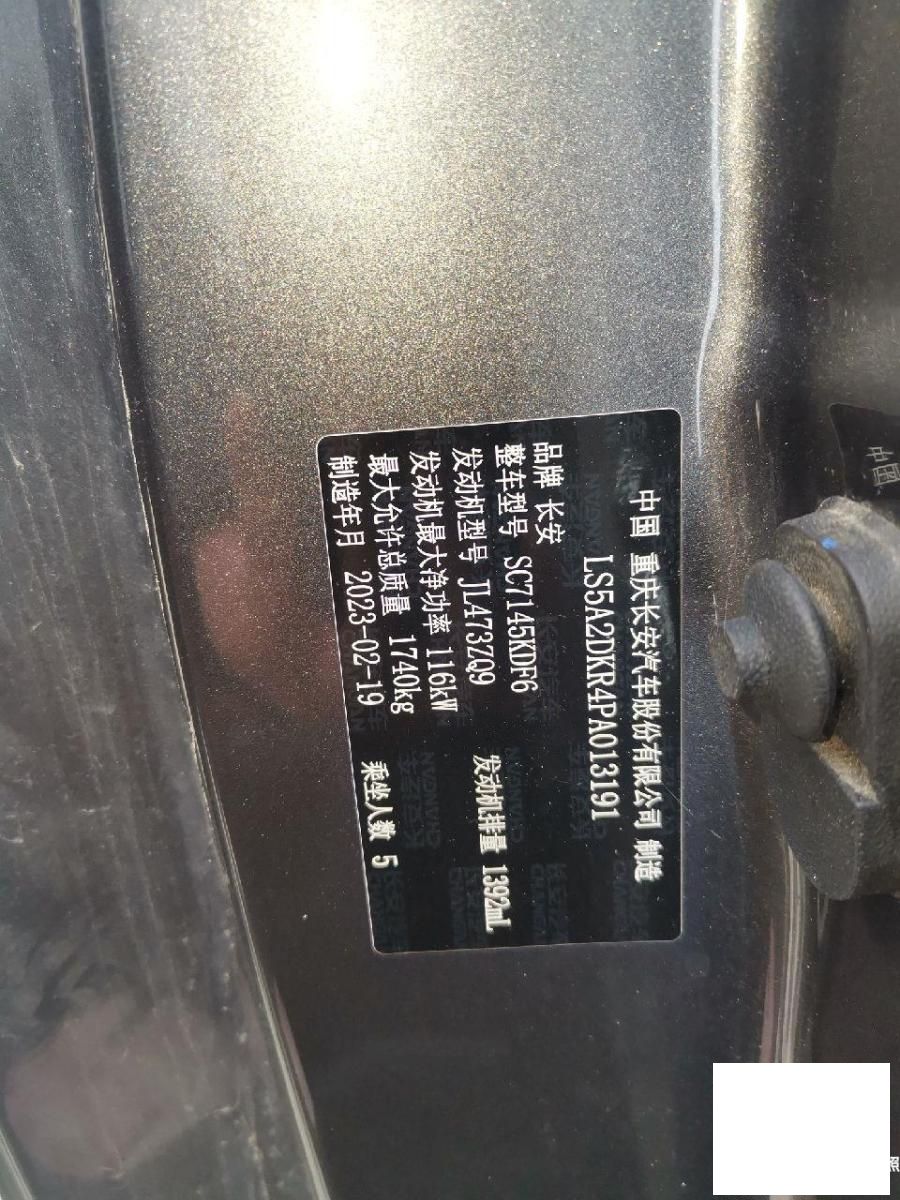 中国 重庆长安汽车股份有限公司 制造
LS5A2DKR4PA013191
品牌 长安
整车型号 SC7145KDF6
发动机型号 JL473ZQ9 发动机排量 1392mL
发动机最大净功率 116kW
最大允许总质量 1740kg
制造年月 2023-02-19 乘坐人数 5
中国
照